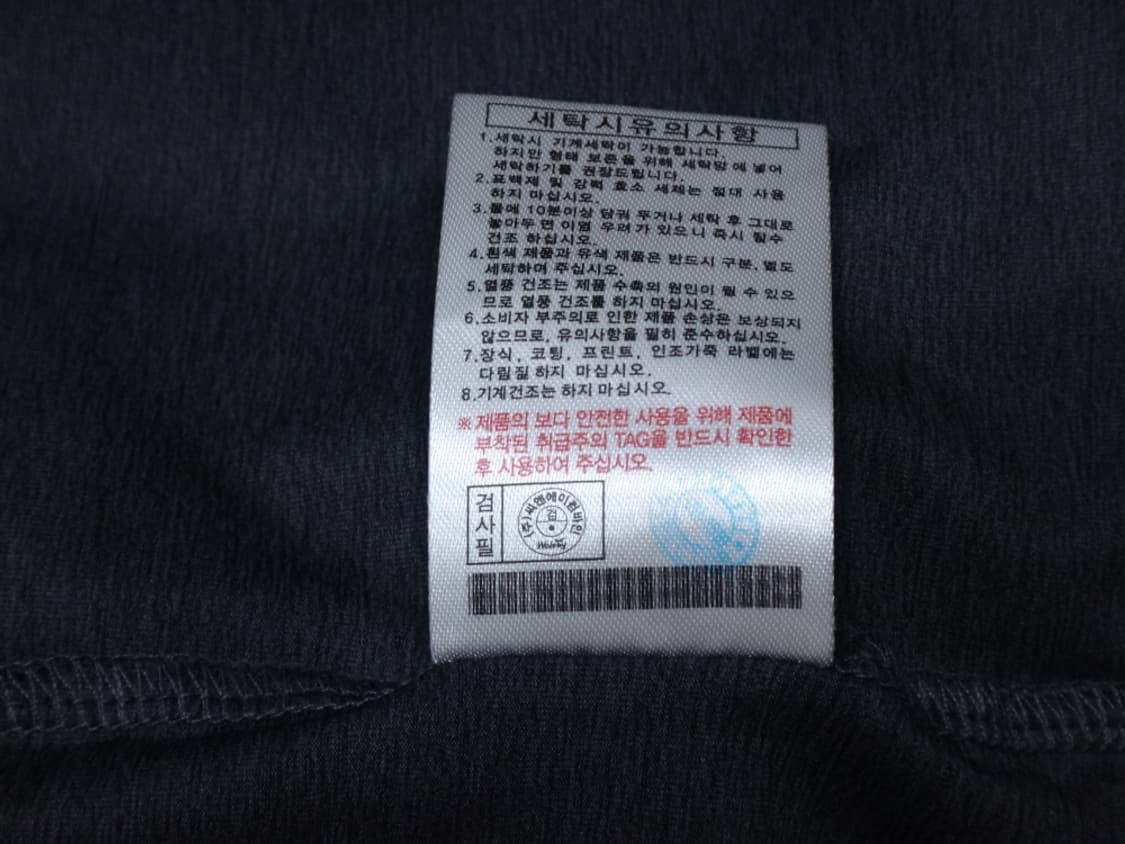 세탁시유의사항
1.세탁시 기계세탁이 가능합니다.
하지만 형태 보존을 위해 세탁망에 넣어
세탁하기를 권장드립니다.
2.표백제 및 강력 효소 세제는 절대 사용
하지 마십시오.
3.물에 10분이상 담궈 두거나 세탁 후 그대로
놓아두면 이염 우려가 있으니 즉시 탈수
건조 하십시오.
4.흰색 제품과 유색 제품은 반드시 구분, 별도
세탁하여 주십시오.
5.열풍 건조는 제품 수축의 원인이 될 수 있으
므로 열풍 건조를 하지 마십시오.
6.소비자 부주의로 인한 제품 손상은 보상되지
않으므로, 유의사항을 필히 준수하십시오.
7.장식, 코팅, 프린트, 인조가죽 라벨에는
다림질 하지 마십시오.
8.기계건조는 하지 마십시오.
※ 제품의 보다 안전한 사용을 위해 제품에
부착된 취급주의 TAG을 반드시 확인한
후 사용하여 주십시오.
검사필
(주)씨앤에이컴바인
검